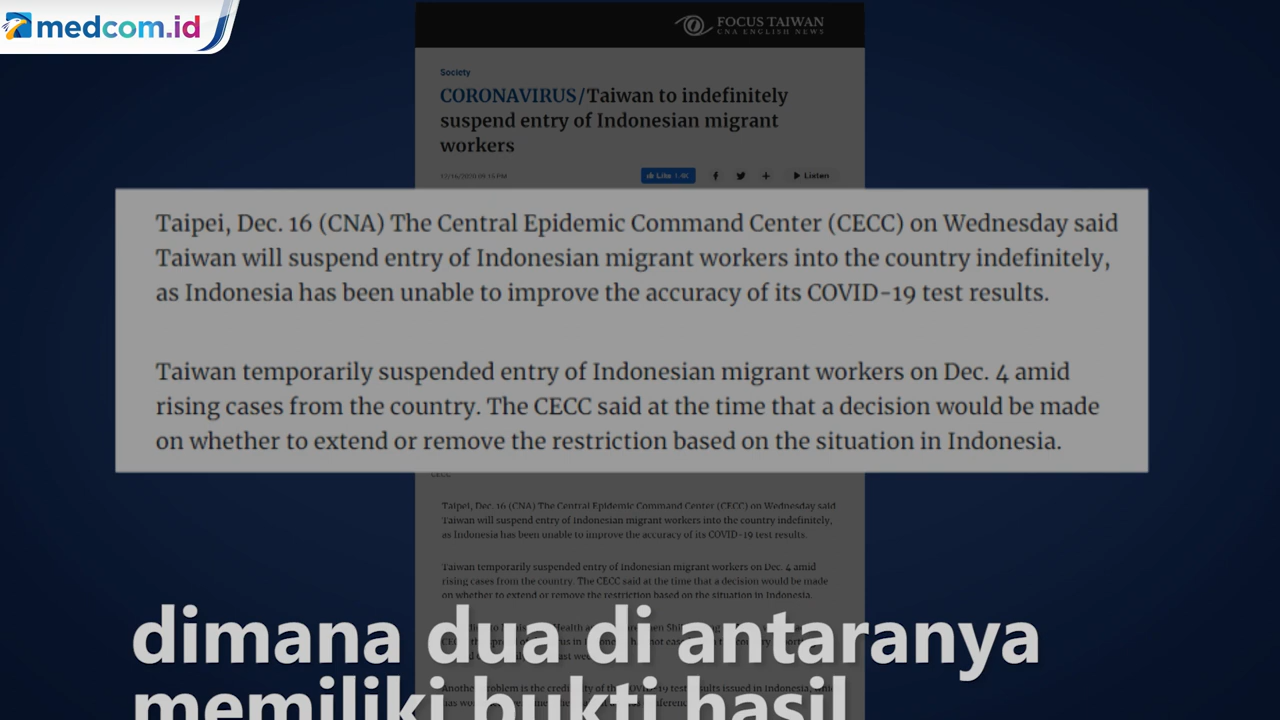 medcom.id
FOCUS TAIWAN
CNA ENGLISH NEWS
Society
CORONAVIRUS/Taiwan to indefinitely
suspend entry of Indonesian migrant
workers
12/16/2020 09:15 PM
Like 1.4K
Listen
Taipei, Dec. 16 (CNA) The Central Epidemic Command Center (CECC) on Wednesday said
Taiwan will suspend entry of Indonesian migrant workers into the country indefinitely,
as Indonesia has been unable to improve the accuracy of its COVID-19 test results.
Taiwan temporarily suspended entry of Indonesian migrant workers on Dec. 4 amid
rising cases from the country. The CECC said at the time that a decision would be made
on whether to extend or remove the restriction based on the situation in Indonesia.
CECC
Taipei, Dec. 16 (CNA) The Central Epidemic Command Center (CECC) on Wednesday said
Taiwan will suspend entry of Indonesian migrant workers into the country indefinitely,
as Indonesia has been unable to improve the accuracy of its COVID-19 test results.
Taiwan temporarily suspended entry of Indonesian migrant workers on Dec. 4 amid
rising cases from the country. The CECC said at the time that a decision would be made
on whether to extend or remove the restriction based on the situation in Indonesia.
dimana dua di antaranya
memiliki bukti hasil